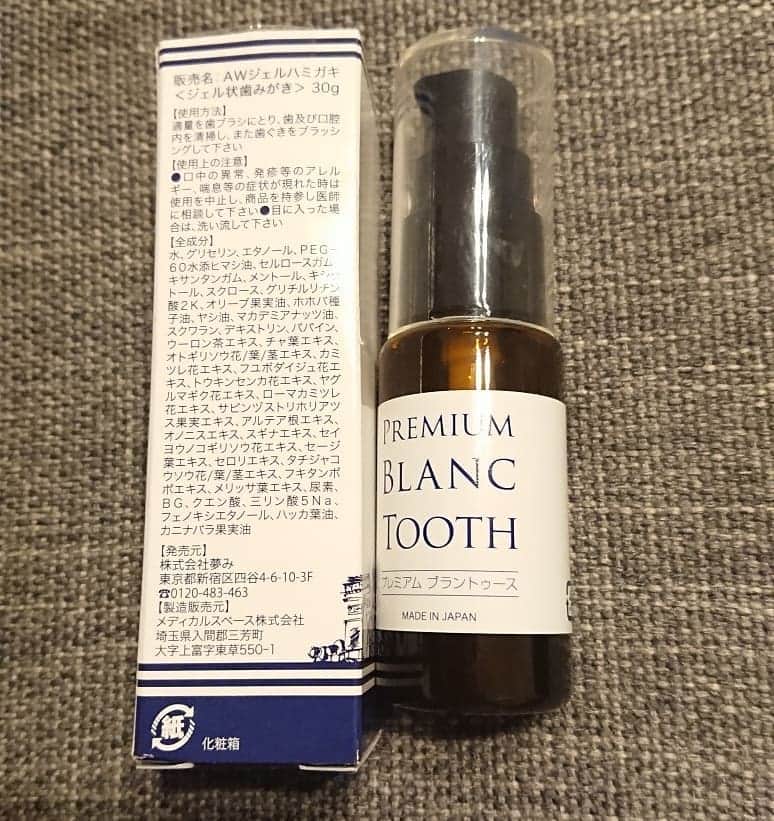 販売名:AWジェルハミガキ
<ジェル状歯みがき> 30g
【使用方法】
適量を歯ブラシにとり、歯及び口腔
内を清掃し、また歯ぐきをブラッシ
ングして下さい
【使用上の注意】
●口中の異常、発疹等のアレル
ギー、喘息等の症状が現れた時は
使用を中止し、商品を持参し医師
に相談して下さい●目に入った場
合は、洗い流して下さい
【全成分】
水、グリセリン、エタノール、PEG-
60水添ヒマシ油、セルロースガム、
キサンタンガム、メントール、キシリ
トール、スクロース、グリチルリチン
酸2K、オリーブ果実油、ホホバ種
子油、ヤシ油、マカデミアナッツ油、
スクワラン、デキストリン、パパイン、
ウーロン茶エキス、チャ葉エキス、
オトギリソウ花/葉/茎エキス、カミ
ツレ花エキス、フユボダイジュ花エ
キス、トウキンセンカ花エキス、ヤグ
ルマギク花エキス、ローマカミツレ
花エキス、サピンヅストリホリアツ
ス果実エキス、アルテア根エキス、
オノニスエキス、スギナエキス、セイ
ヨウノコギリソウ花エキス、セージ
葉エキス、セロリエキス、タチジャコ
ウソウ花/葉/茎エキス、フキタンポ
ポエキス、メリッサ葉エキス、尿素、
BG、クエン酸、三リン酸5Na、
フェノキシエタノール、ハッカ葉油、
カニナバラ果実油
【発売元】
株式会社夢み
東京都新宿区四谷4-6-10-3F
☎0120-483-463
【製造販売元】
メディカルスペース株式会社
埼玉県入間郡三芳町
大字上富字東草550-1
紙
化粧箱
PREMIUM
BLANC
TOOTH
プレミアム ブラントゥース
MADE IN JAPAN